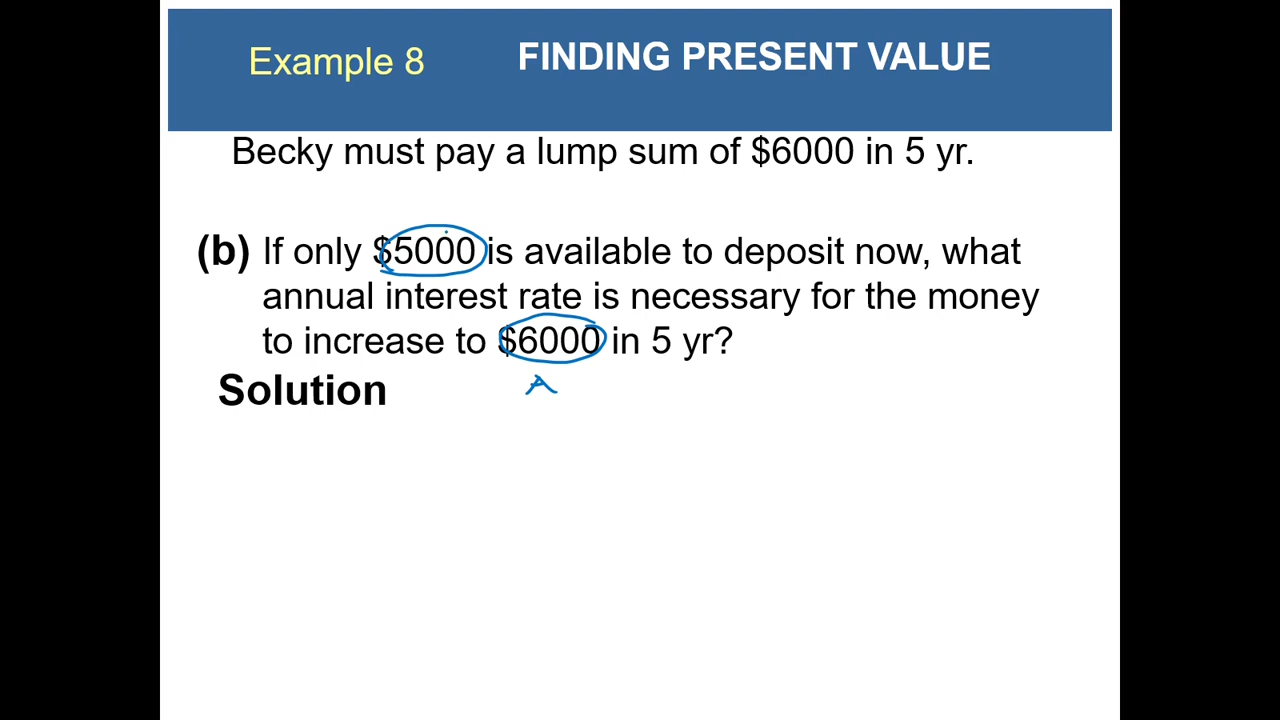 Example 8 FINDING PRESENT VALUE
Becky must pay a lump sum of $6000 in 5 yr.
(b) If only $5000 is available to deposit now, what
annual interest rate is necessary for the money
to increase to $6000 in 5 yr?
Solution A